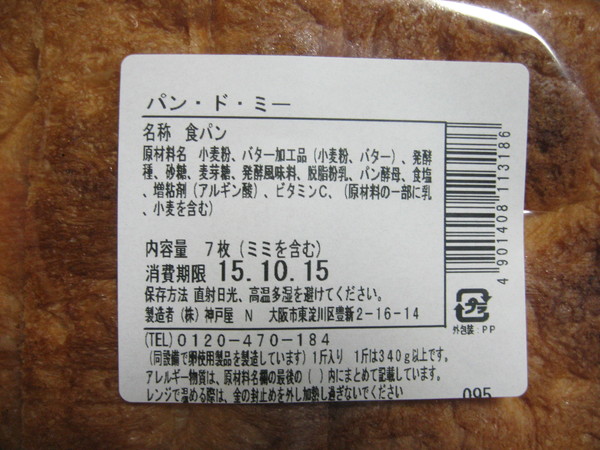 パン・ド・ミー
名称 食パン
原材料名 小麦粉、バター加工品(小麦粉、バター)、発酵
種、砂糖、麦芽糖、発酵風味料、脱脂粉乳、パン酵母、食塩
、増粘剤(アルギン酸)、ビタミンC、(原材料の一部に乳
、小麦を含む)
内容量 7枚(ミミを含む)
消費期限 15.10.15
保存方法 直射日光、高温多湿を避けてください。
製造者(株)神戸屋 N 大阪市東淀川区豊新2-16-14
(TEL)0120-470-184
(同設備で卵使用製品を製造しています)1斤入り 1斤は340g以上です。
アレルギー物質は、原材料名欄の最後の( )内にまとめて記載しています。
レンジで温める際は、金の封止めを外し加熱し過ぎないでください
095
4 901408 113186
プラ
外包装:PP